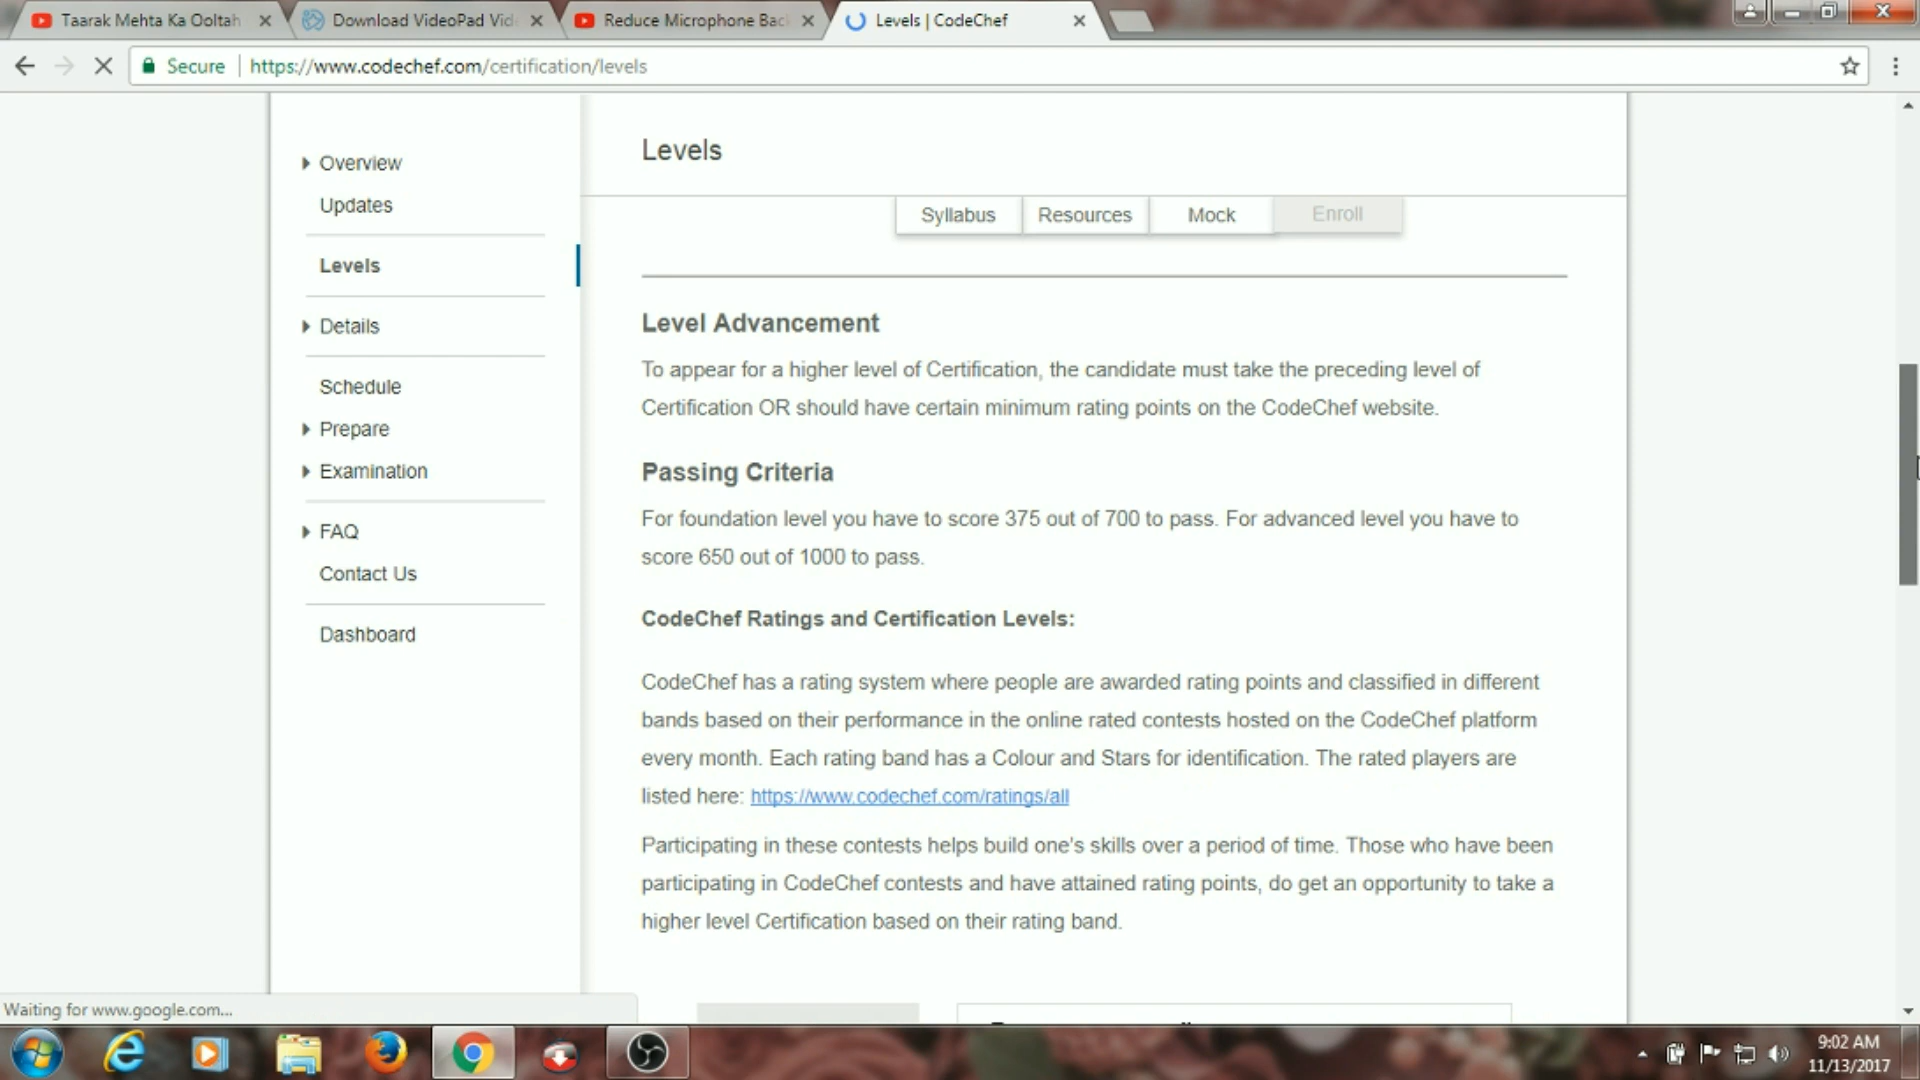 Taarak Mehta Ka Ooltah
Download VideoPad Vid
Reduce Microphone Bac
Levels | CodeChef
Secure
https://www.codechef.com/certification/levels
Overview
Updates
Levels
Details
Schedule
Prepare
Examination
FAQ
Contact Us
Dashboard
Levels
Syllabus
Resources
Mock
Enroll
Level Advancement
To appear for a higher level of Certification, the candidate must take the preceding level of
Certification OR should have certain minimum rating points on the CodeChef website.
Passing Criteria
For foundation level you have to score 375 out of 700 to pass. For advanced level you have to
score 650 out of 1000 to pass.
CodeChef Ratings and Certification Levels:
CodeChef has a rating system where people are awarded rating points and classified in different
bands based on their performance in the online rated contests hosted on the CodeChef platform
every month. Each rating band has a Colour and Stars for identification. The rated players are
listed here: https://www.codechef.com/ratings/all
Participating in these contests helps build one's skills over a period of time. Those who have been
participating in CodeChef contests and have attained rating points, do get an opportunity to take a
higher level Certification based on their rating band.
Waiting for www.google.com...
9:02 AM
11/13/2017